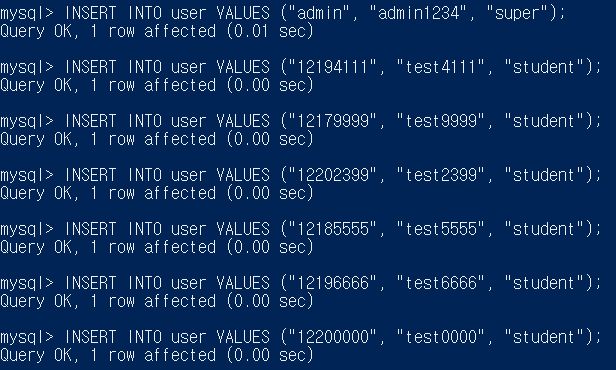 mysql> INSERT INTO user VALUES ("admin", "admin1234", "super");
Query OK, 1 row affected (0.01 sec)
mysql> INSERT INTO user VALUES ("12194111", "test4111", "student");
Query OK, 1 row affected (0.00 sec)
mysql> INSERT INTO user VALUES ("12179999", "test9999", "student");
Query OK, 1 row affected (0.00 sec)
mysql> INSERT INTO user VALUES ("12202399", "test2399", "student");
Query OK, 1 row affected (0.00 sec)
mysql> INSERT INTO user VALUES ("12185555", "test5555", "student");
Query OK, 1 row affected (0.00 sec)
mysql> INSERT INTO user VALUES ("12196666", "test6666", "student");
Query OK, 1 row affected (0.00 sec)
mysql> INSERT INTO user VALUES ("12200000", "test0000", "student");
Query OK, 1 row affected (0.00 sec)